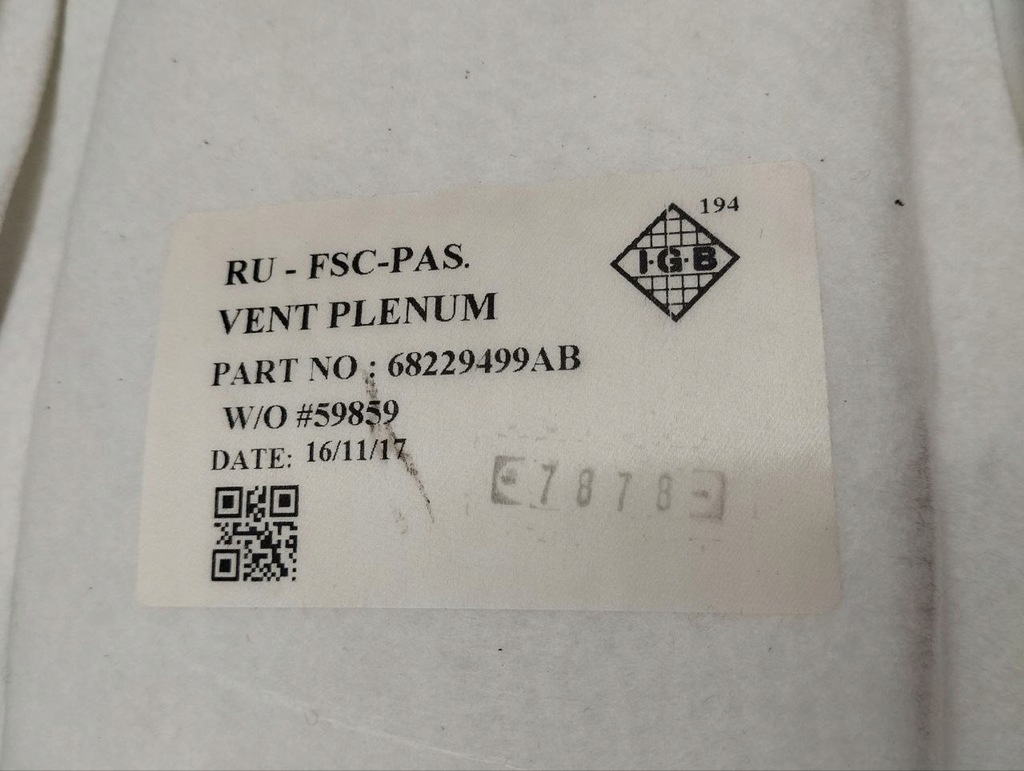 194
I·G·B
RU - FSC-PAS.
VENT PLENUM
PART NO : 68229499AB
W/O #59859
DATE: 16/11/17
7878